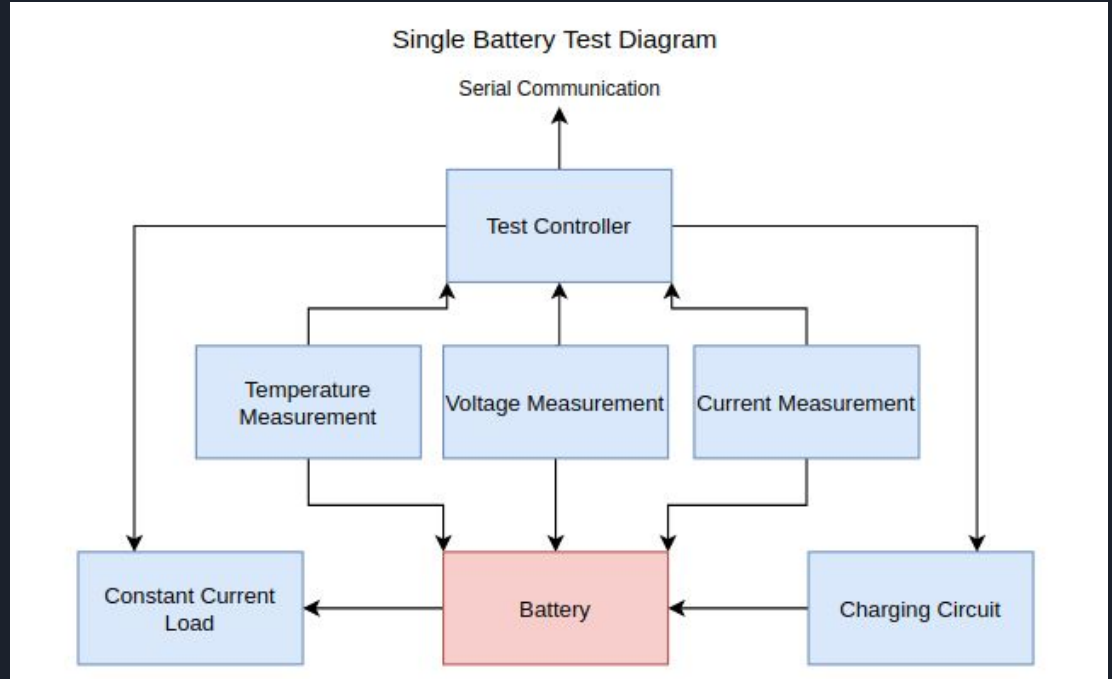 Single Battery Test Diagram
Serial Communication
Test Controller
Temperature
Measurement
Voltage Measurement
Current Measurement
Constant Current
Load
Battery
Charging Circuit